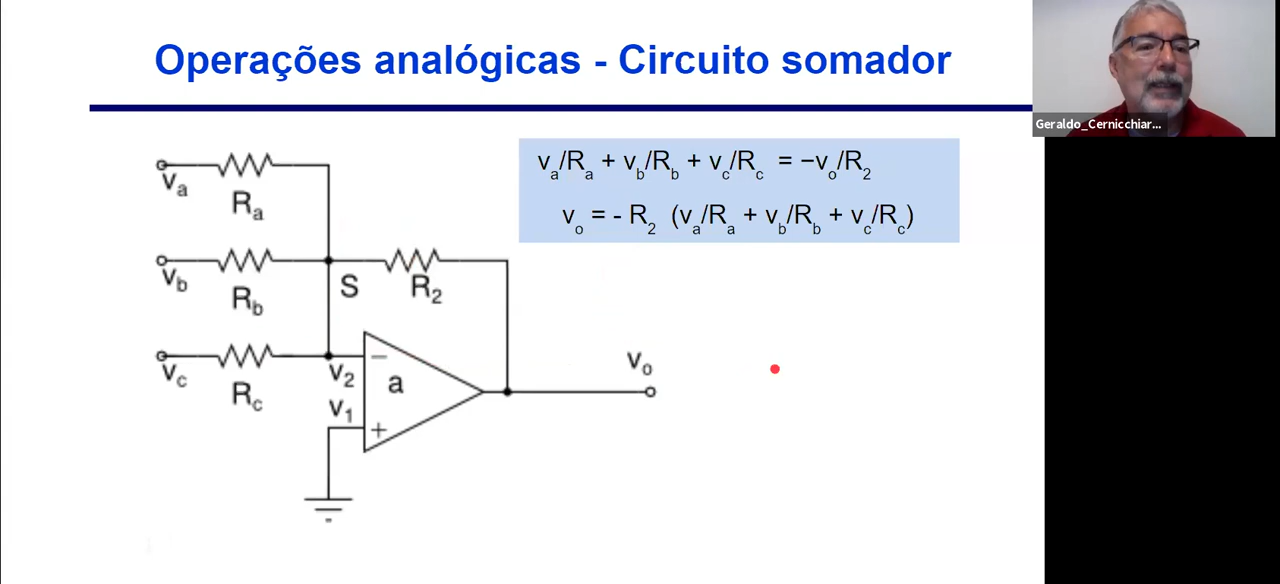 Operações analógicas - Circuito somador
Geraldo_Cernicchiar...
va/Ra + vb/Rb + vc/Rc = −vo/R2
vo = - R2 (va/Ra + vb/Rb + vc/Rc)
va
Ra
vb
Rb
S
R2
vc
Rc
v2
−
a
vo
v1
+